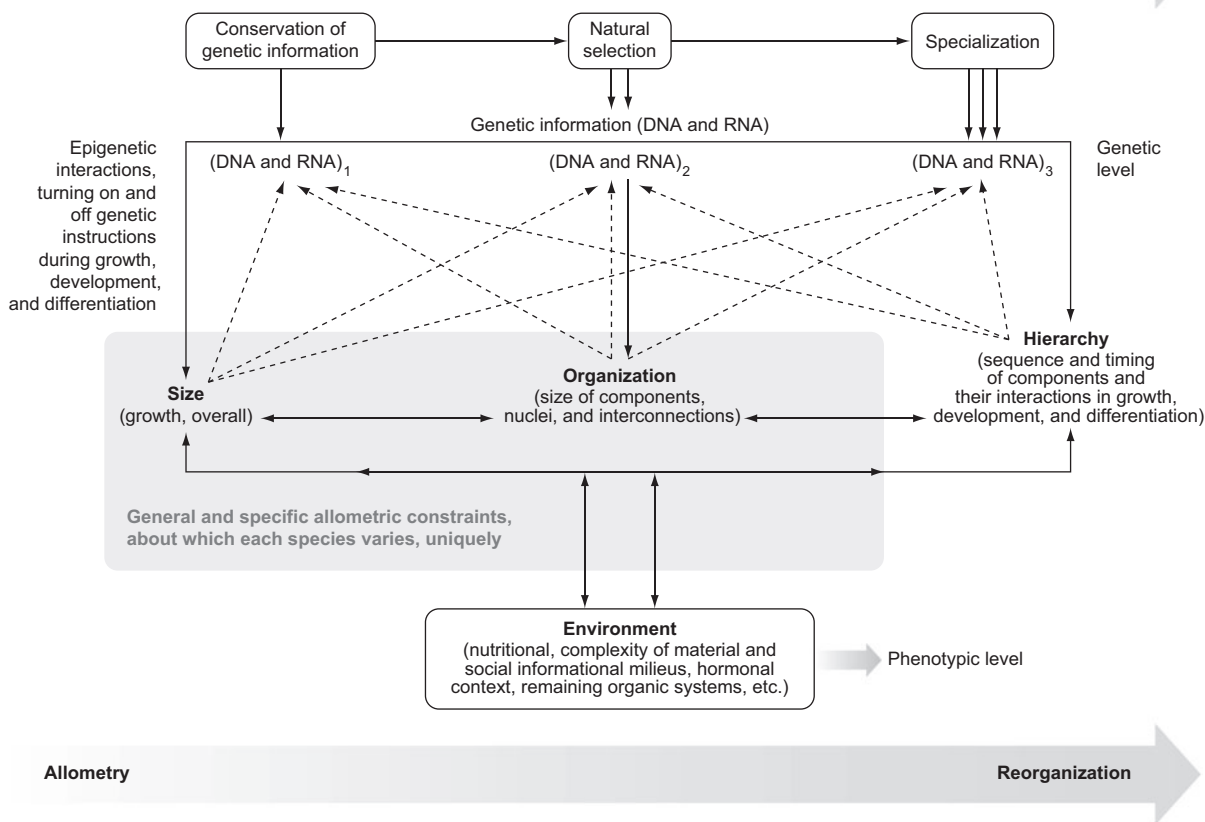 Conservation of
genetic information
Natural
selection
Specialization
Genetic information (DNA and RNA)
Epigenetic
interactions,
turning on and
off genetic
instructions
during growth,
development,
and differentiation
(DNA and RNA)1
(DNA and RNA)2
(DNA and RNA)3
Genetic
level
Size
(growth, overall)
Organization
(size of components,
nuclei, and interconnections)
Hierarchy
(sequence and timing
of components and
their interactions in growth,
development, and differentiation)
General and specific allometric constraints,
about which each species varies, uniquely
Environment
(nutritional, complexity of material and
social informational milieus, hormonal
context, remaining organic systems, etc.)
Phenotypic level
Allometry
Reorganization